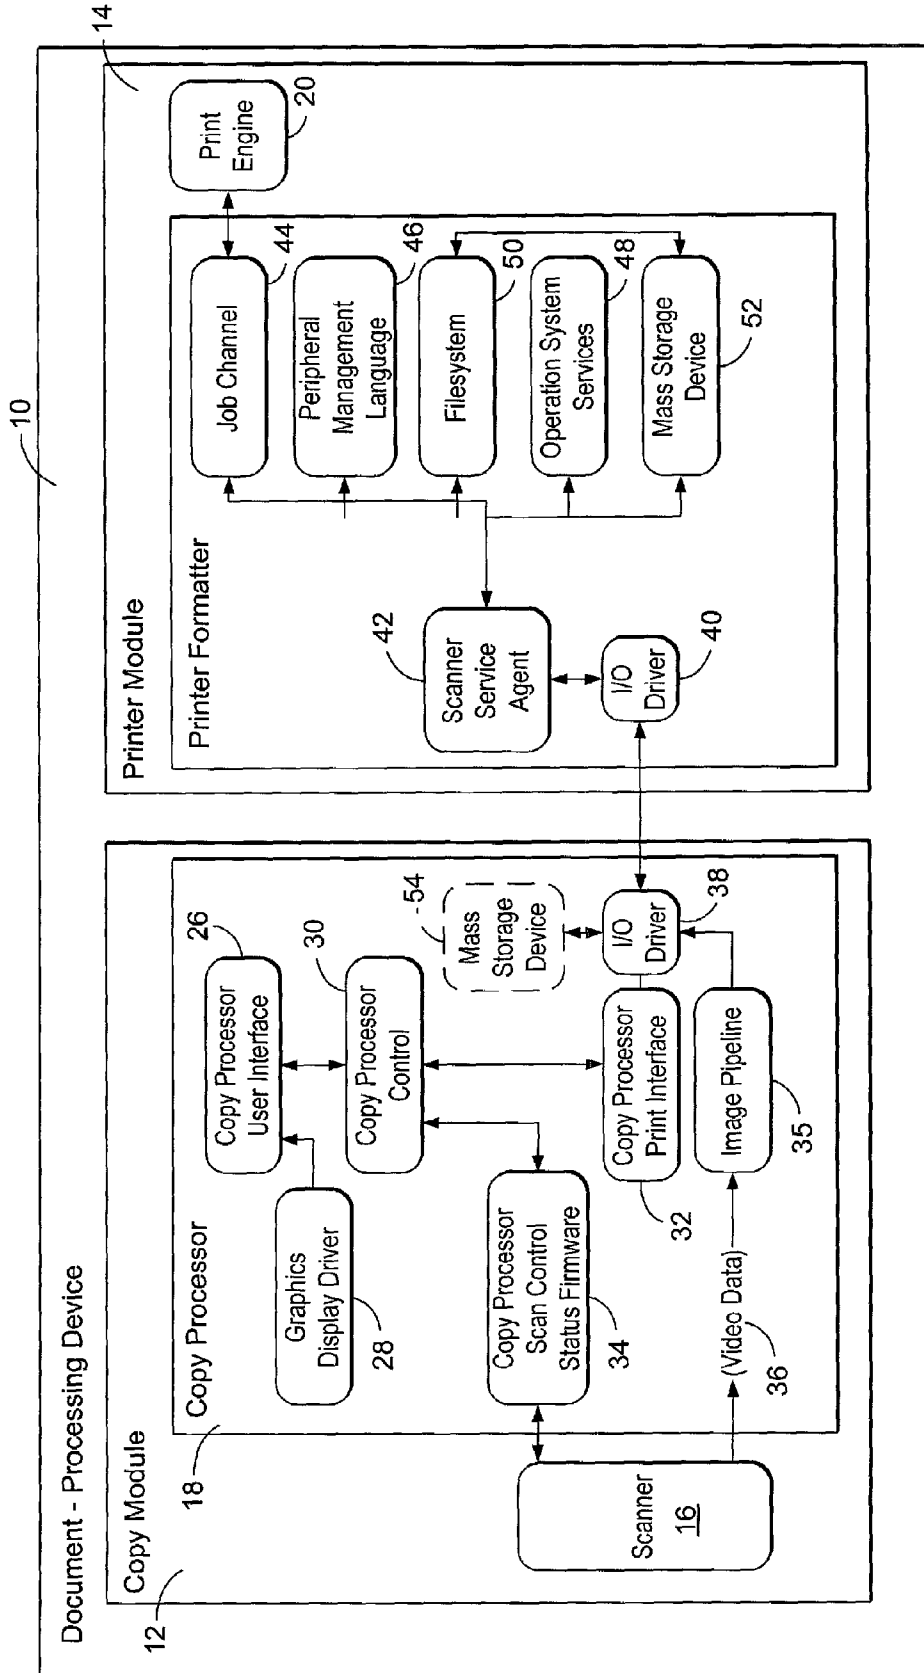 10
Document - Processing Device
Copy Module
12
Copy Processor
18
Scanner
16
Graphics
Display Driver
28
Copy Processor
User Interface
26
Copy Processor
Control
30
Copy Processor
Scan Control
Status Firmware
34
(Video Data)
36
Copy Processor
Print Interface
32
Image Pipeline
35
Mass
Storage
Device
54
I/O
Driver
38
Printer Module
14
Printer Formatter
Scanner
Service
Agent
42
I/O
Driver
40
Job Channel
44
Peripheral
Management
Language
46
Filesystem
50
Operation System
Services
48
Mass Storage
Device
52
Print
Engine
20